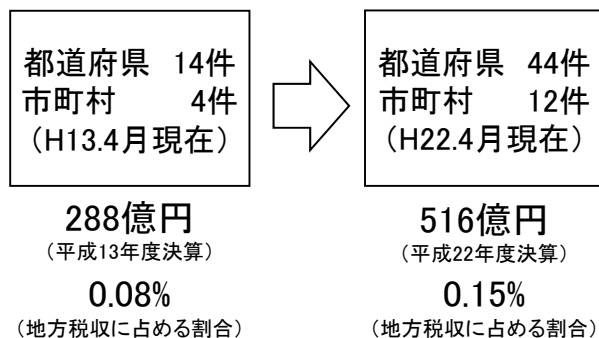 都道府県 14件
市町村 4件
（H13.4月現在）
288億円
（平成13年度決算）
0.08%
（地方税収に占める割合）
都道府県 44件
市町村 12件
（H22.4月現在）
516億円
（平成22年度決算）
0.15%
（地方税収に占める割合）